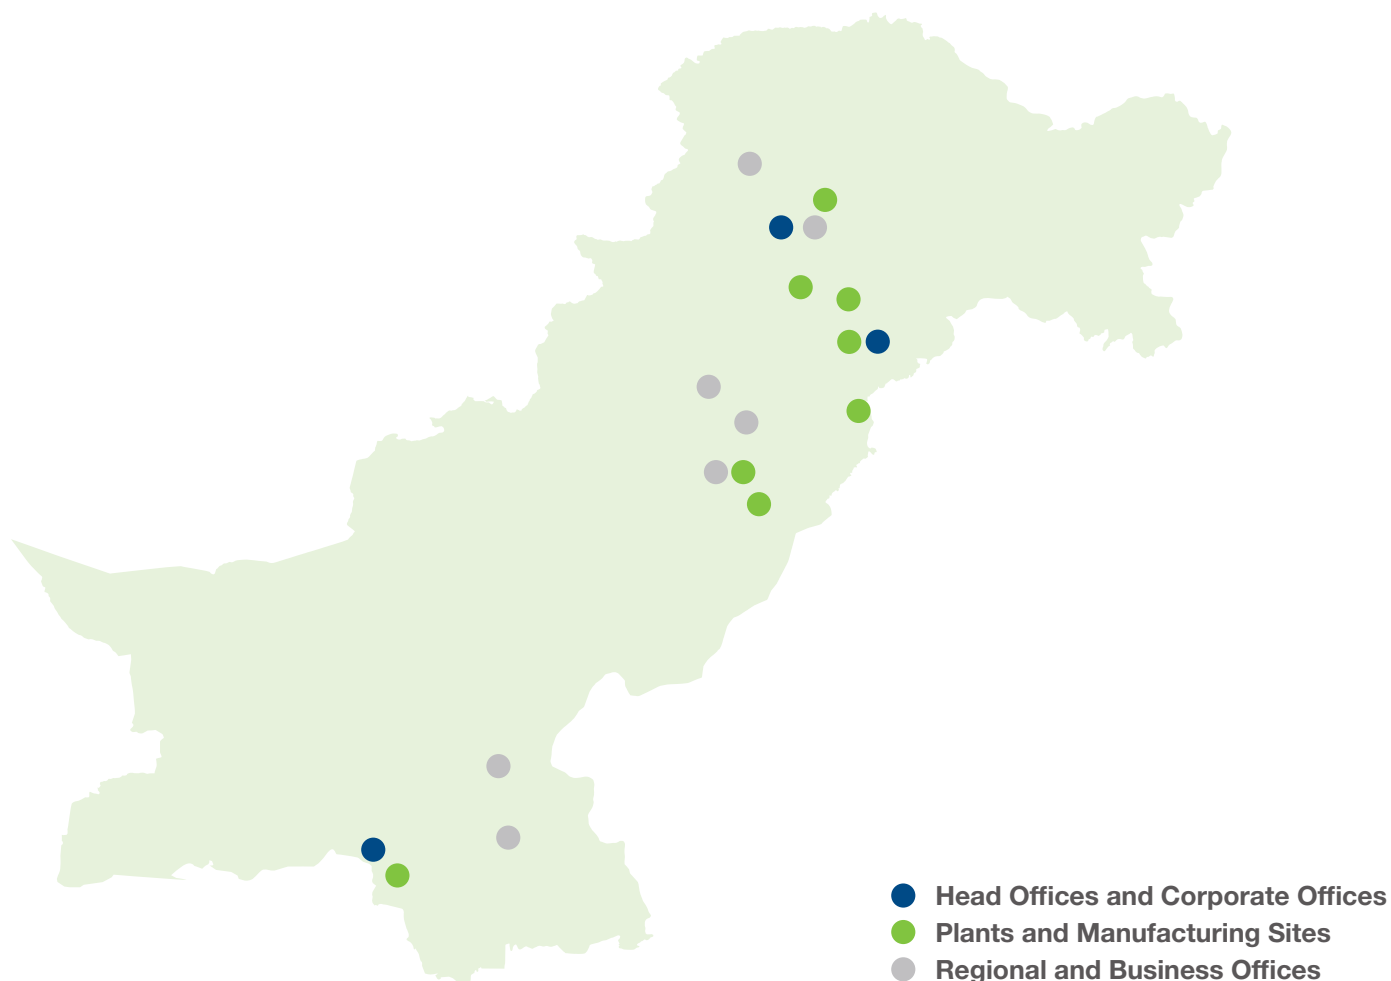 Head Offices and Corporate Offices
Plants and Manufacturing Sites
Regional and Business Offices